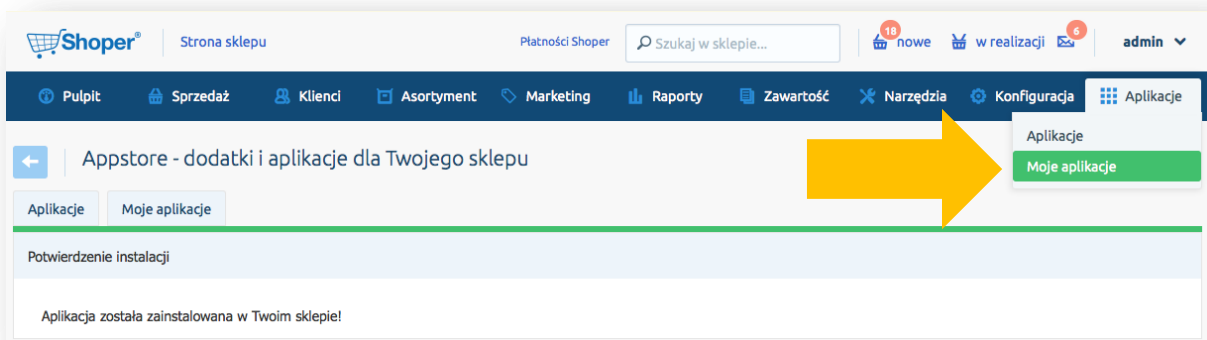 Shoper® Strona sklepu Płatności Shoper Szukaj w sklepie... 18 nowe w realizacji 6 admin
Pulpit Sprzedaż Klienci Asortyment Marketing Raporty Zawartość Narzędzia Konfiguracja Aplikacje
Aplikacje
Moje aplikacje
Appstore - dodatki i aplikacje dla Twojego sklepu
Aplikacje Moje aplikacje
Potwierdzenie instalacji
Aplikacja została zainstalowana w Twoim sklepie!